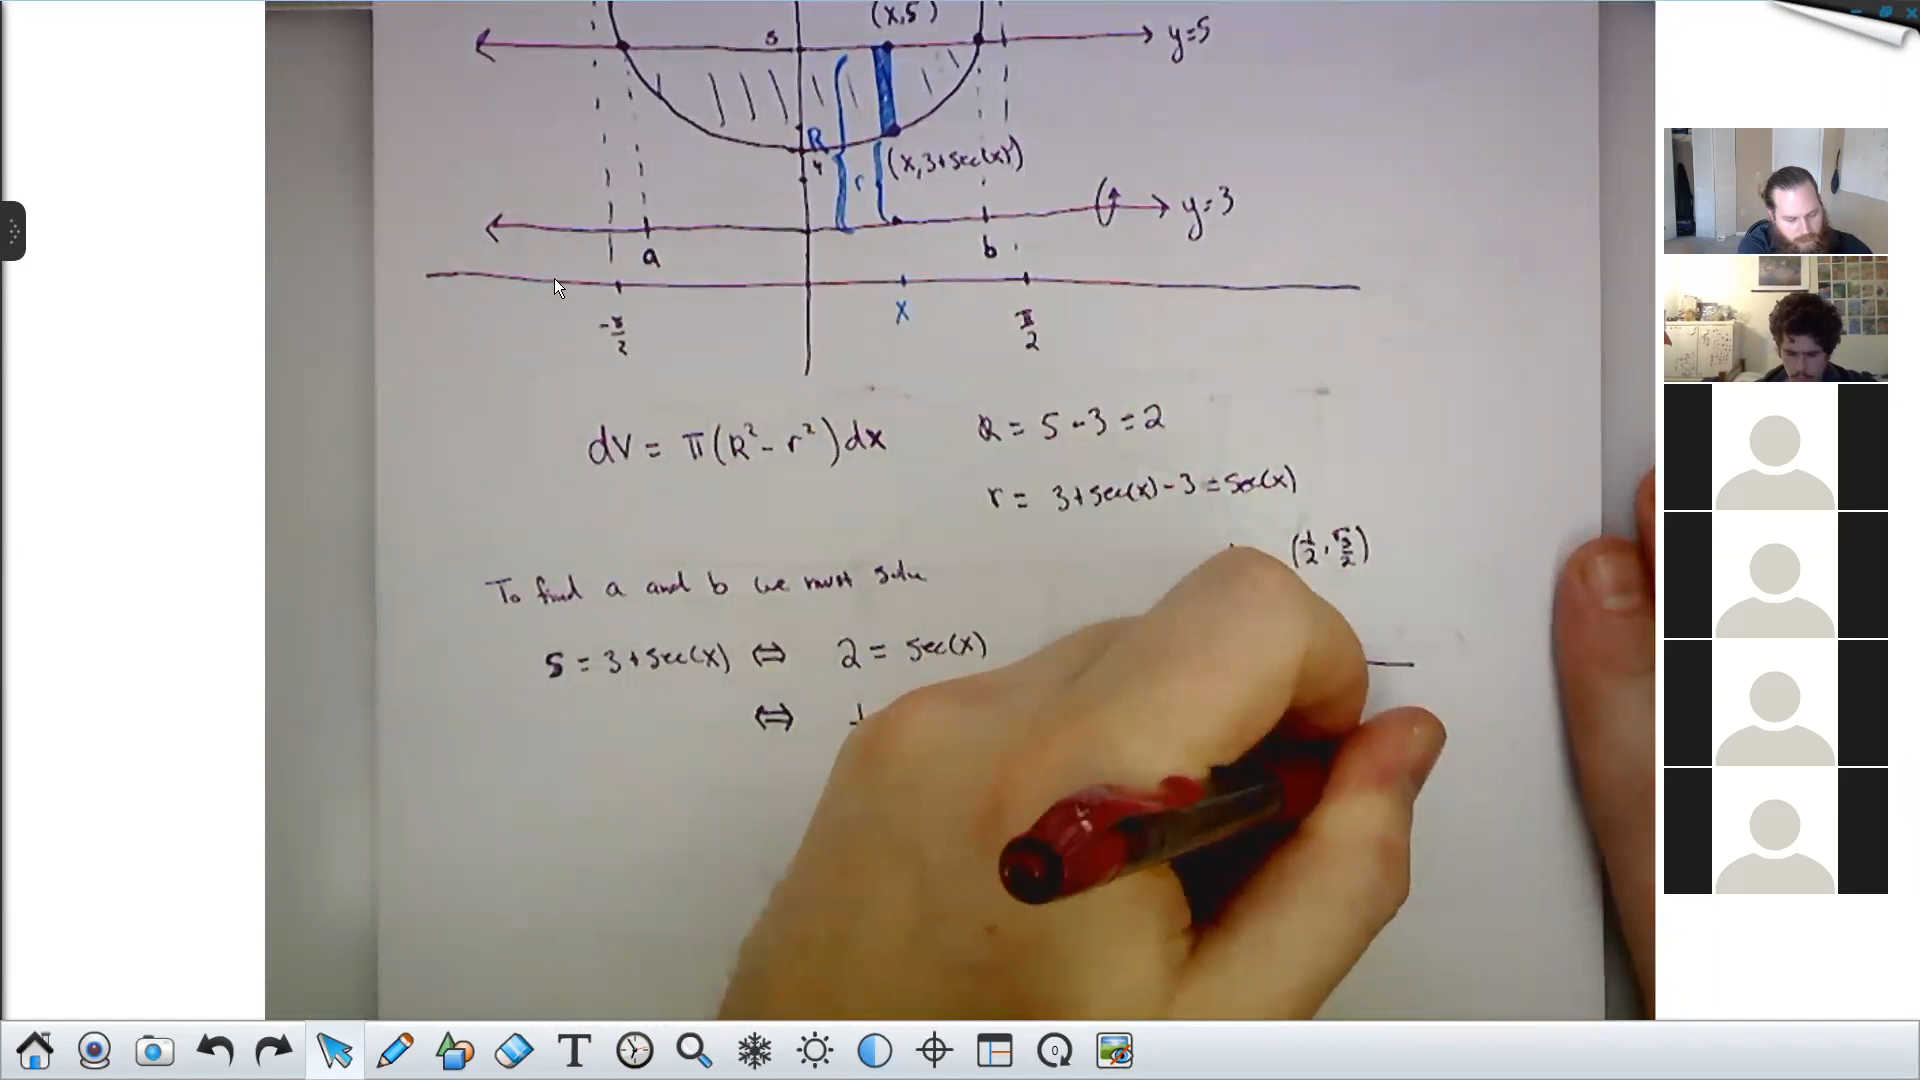 (x,5)
5
y=5
R
4
r
(x,3+sec(x))
y=3
a
b
-π/2
x
π/2
dV = π(R²-r²)dx
R = 5-3=2
r = 3+sec(x)-3=sec(x)
(-1/2, √3/2)
To find a and b we must solve
5 = 3+sec(x) ⇔ 2 = sec(x)
⇔
T
0